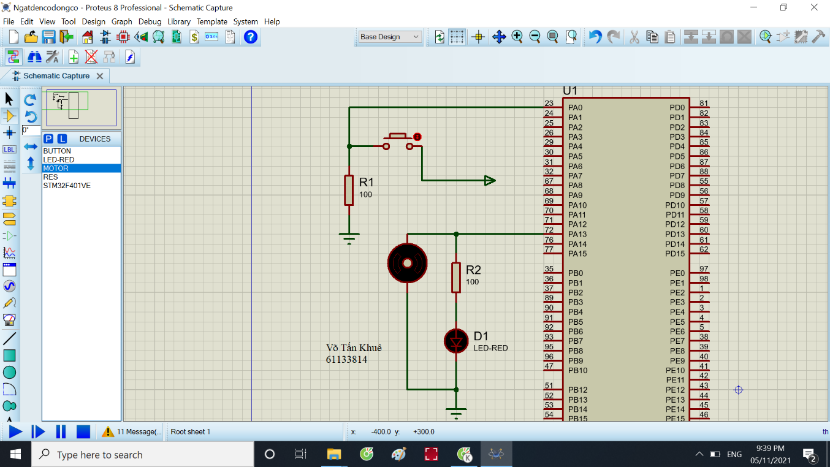 Ngatdencodongco - Proteus 8 Professional - Schematic Capture
File Edit View Tool Design Graph Debug Library Template System Help
Base Design
Schematic Capture
0°
P L DEVICES
BUTTON
LED-RED
MOTOR
RES
STM32F401VE
LBL
U1
23 PA0 PD0 81
24 PA1 PD1 82
25 PA2 PD2 83
26 PA3 PD3 84
29 PA4 PD4 85
30 PA5 PD5 86
31 PA6 PD6 87
32 PA7 PD7 88
67 PA8 PD8 55
68 PA9 PD9 56
69 PA10 PD10 57
70 PA11 PD11 58
71 PA12 PD12 59
72 PA13 PD13 60
76 PA14 PD14 61
77 PA15 PD15 62
35 PB0 PE0 97
36 PB1 PE1 98
37 PB2 PE2 1
89 PB3 PE3 2
90 PB4 PE4 3
91 PB5 PE5 4
92 PB6 PE6 5
93 PB7 PE7 38
95 PB8 PE8 39
96 PB9 PE9 40
47 PB10 PE10 41
PE11 42
51 PB12 PE12 43
52 PB13 PE13 44
53 PB14 PE14 45
54 PB15 PE15 46
R1
100
R2
100
D1
LED-RED
Võ Tấn Khuê
61133814
11 Message(
Root sheet 1
x: -400.0 y: +300.0
th
Type here to search
ENG
9:39 PM
05/11/2021
2